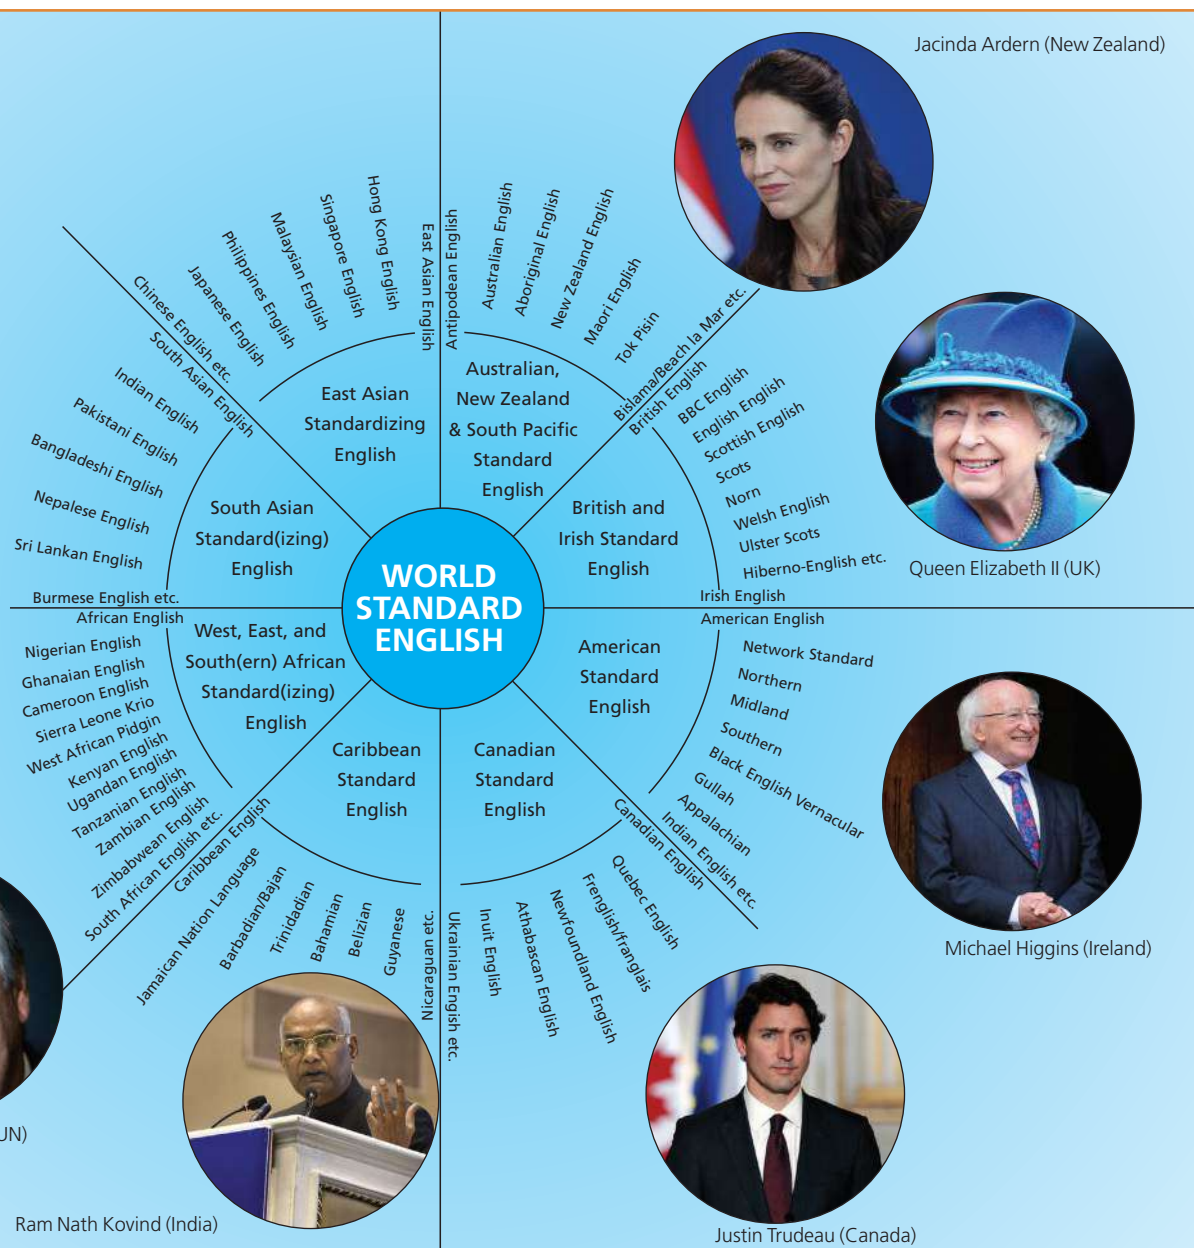 Jacinda Ardern (New Zealand)
Queen Elizabeth II (UK)
Michael Higgins (Ireland)
Justin Trudeau (Canada)
Ram Nath Kovind (India)
UN)
WORLD
STANDARD
ENGLISH
Australian,
New Zealand
& South Pacific
Standard
English
Antipodean English
Australian English
Aboriginal English
New Zealand English
Maori English
Tok Pisin
Bislama/Beach la Mar etc.
British and
Irish Standard
English
British English
BBC English
English English
Scottish English
Scots
Norn
Welsh English
Ulster Scots
Hiberno-English etc.
Irish English
American
Standard
English
American English
Network Standard
Northern
Midland
Southern
Black English Vernacular
Gullah
Appalachian
Indian English etc.
Canadian
Standard
English
Canadian English
Quebec English
Frenglish/franglais
Newfoundland English
Athabascan English
Inuit English
Ukrainian Engish etc.
Caribbean
Standard
English
Caribbean English
Jamaican Nation Language
Barbadian/Bajan
Trinidadian
Bahamian
Belizian
Guyanese
Nicaraguan etc.
West, East, and
South(ern) African
Standard(izing)
English
African English
Nigerian English
Ghanaian English
Cameroon English
Sierra Leone Krio
West African Pidgin
Kenyan English
Ugandan English
Tanzanian English
Zambian English
Zimbabwean English
South African English etc.
South Asian
Standard(izing)
English
South Asian English
Indian English
Pakistani English
Bangladeshi English
Nepalese English
Sri Lankan English
Burmese English etc.
East Asian
Standardizing
English
East Asian English
Hong Kong English
Singapore English
Malaysian English
Philippines English
Japanese English
Chinese English etc.